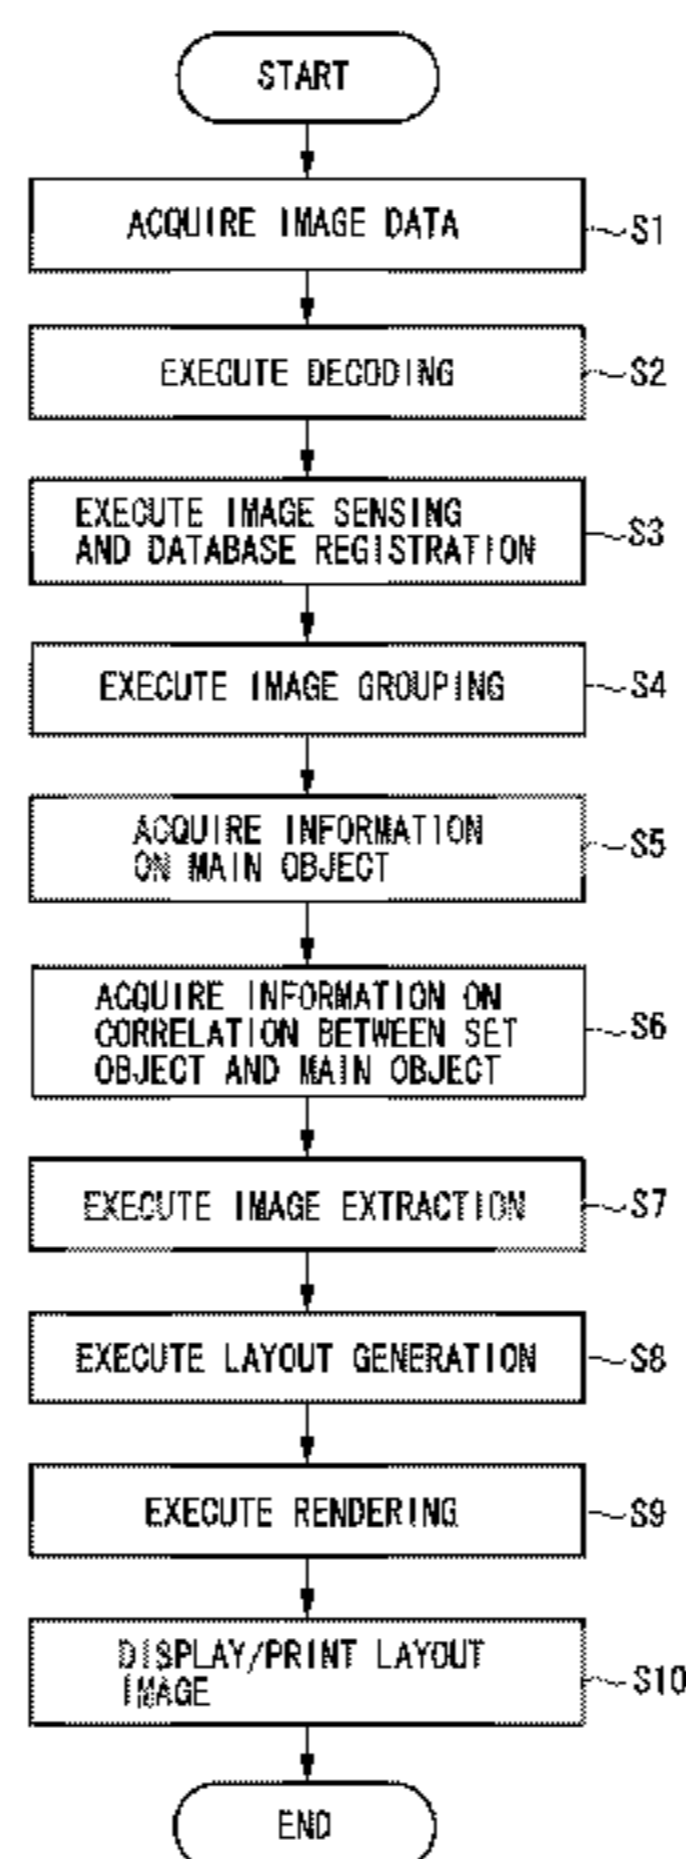 START
ACQUIRE IMAGE DATA
S1
EXECUTE DECODING
S2
EXECUTE IMAGE SENSING
AND DATABASE REGISTRATION
S3
EXECUTE IMAGE GROUPING
S4
ACQUIRE INFORMATION
ON MAIN OBJECT
S5
ACQUIRE INFORMATION ON
CORRELATION BETWEEN SET
OBJECT AND MAIN OBJECT
S6
EXECUTE IMAGE EXTRACTION
S7
EXECUTE LAYOUT GENERATION
S8
EXECUTE RENDERING
S9
DISPLAY/PRINT LAYOUT
IMAGE
S10
END